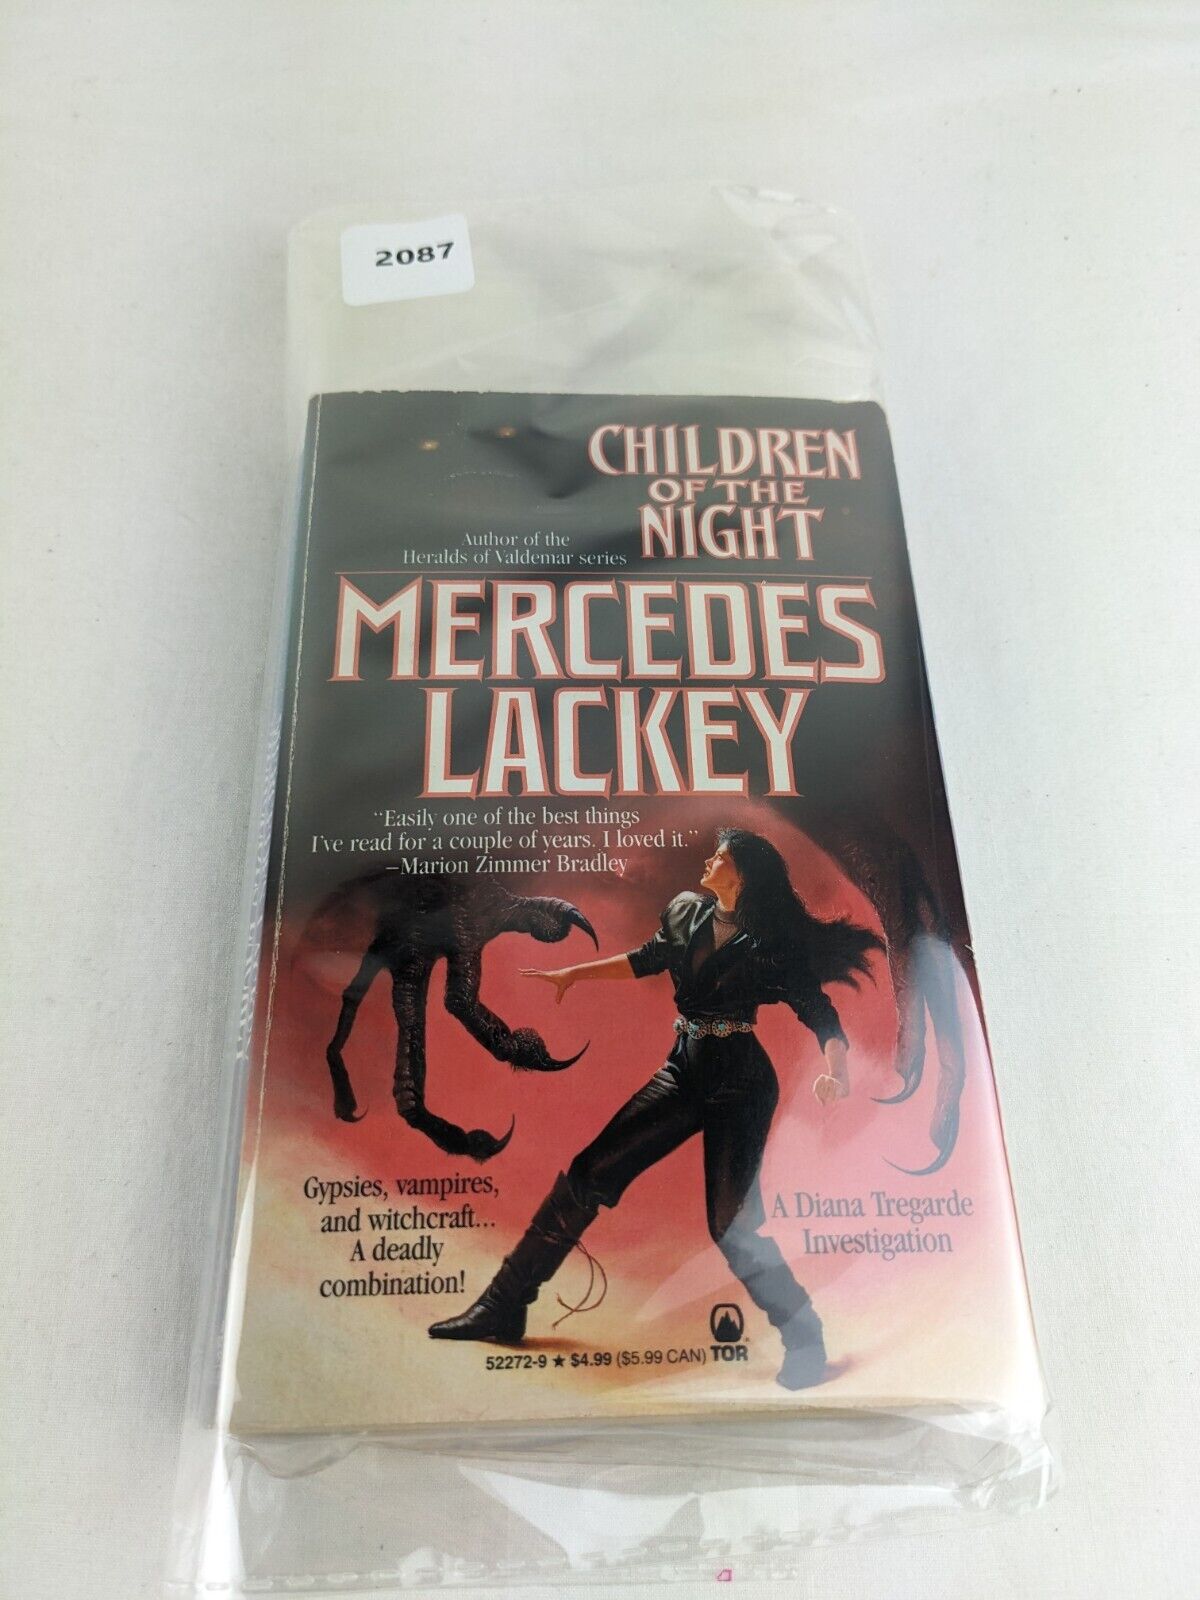 2087
CHILDREN
OF THE
NIGHT
Author of the
Heralds of Valdemar series
MERCEDES
LACKEY
"Easily one of the best things
I've read for a couple of years. I loved it."
–Marion Zimmer Bradley
Gypsies, vampires,
and witchcraft...
A deadly
combination!
A Diana Tregarde
Investigation
52272-9 ★ $4.99 ($5.99 CAN) TOR